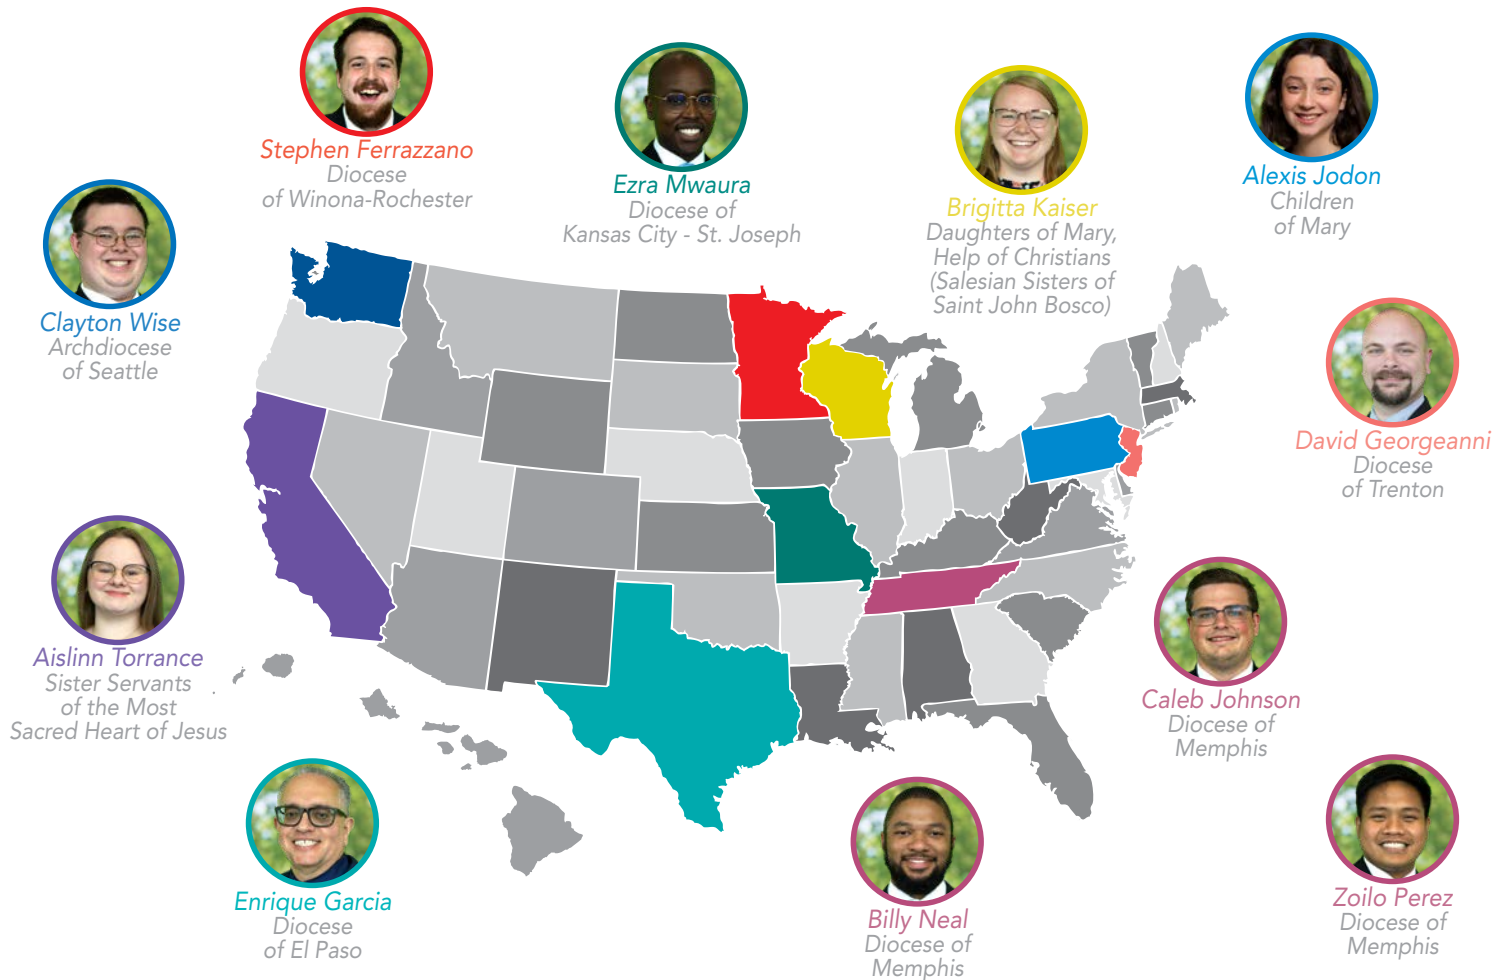 Stephen Ferrazzano
Diocese
of Winona-Rochester
Ezra Mwaura
Diocese of
Kansas City - St. Joseph
Brigitta Kaiser
Daughters of Mary,
Help of Christians
(Salesian Sisters of
Saint John Bosco)
Alexis Jodon
Children
of Mary
Clayton Wise
Archdiocese
of Seattle
David Georgeanni
Diocese
of Trenton
Aislinn Torrance
Sister Servants
of the Most
Sacred Heart of Jesus
Caleb Johnson
Diocese of
Memphis
Enrique Garcia
Diocese
of El Paso
Billy Neal
Diocese of
Memphis
Zoilo Perez
Diocese of
Memphis